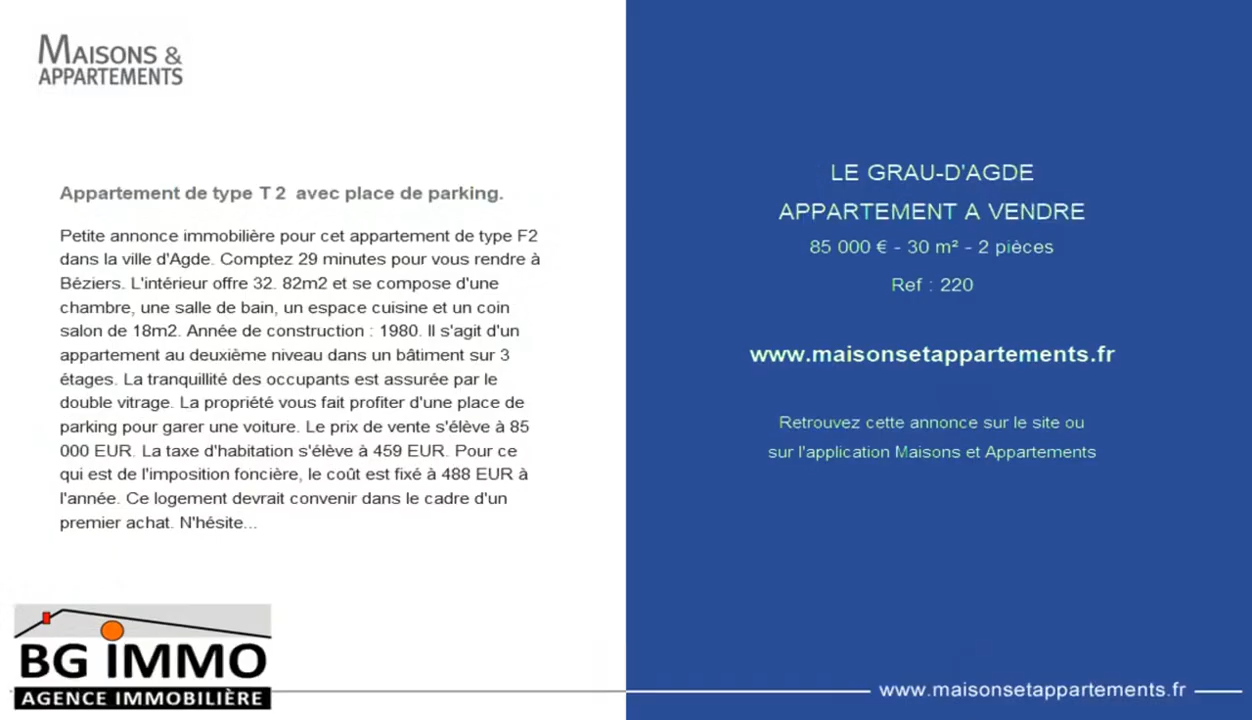 MAISONS &
APPARTEMENTS
Appartement de type T 2 avec place de parking.
Petite annonce immobilière pour cet appartement de type F2
dans la ville d'Agde. Comptez 29 minutes pour vous rendre à
Béziers. L'intérieur offre 32. 82m2 et se compose d'une
chambre, une salle de bain, un espace cuisine et un coin
salon de 18m2. Année de construction : 1980. Il s'agit d'un
appartement au deuxième niveau dans un bâtiment sur 3
étages. La tranquillité des occupants est assurée par le
double vitrage. La propriété vous fait profiter d'une place de
parking pour garer une voiture. Le prix de vente s'élève à 85
000 EUR. La taxe d'habitation s'élève à 459 EUR. Pour ce
qui est de l'imposition foncière, le coût est fixé à 488 EUR à
l'année. Ce logement devrait convenir dans le cadre d'un
premier achat. N'hésite...
BG IMMO
AGENCE IMMOBILIÈRE
LE GRAU-D'AGDE
APPARTEMENT A VENDRE
85 000 € - 30 m² - 2 pièces
Ref : 220
www.maisonsetappartements.fr
Retrouvez cette annonce sur le site ou
sur l'application Maisons et Appartements
www.maisonsetappartements.fr